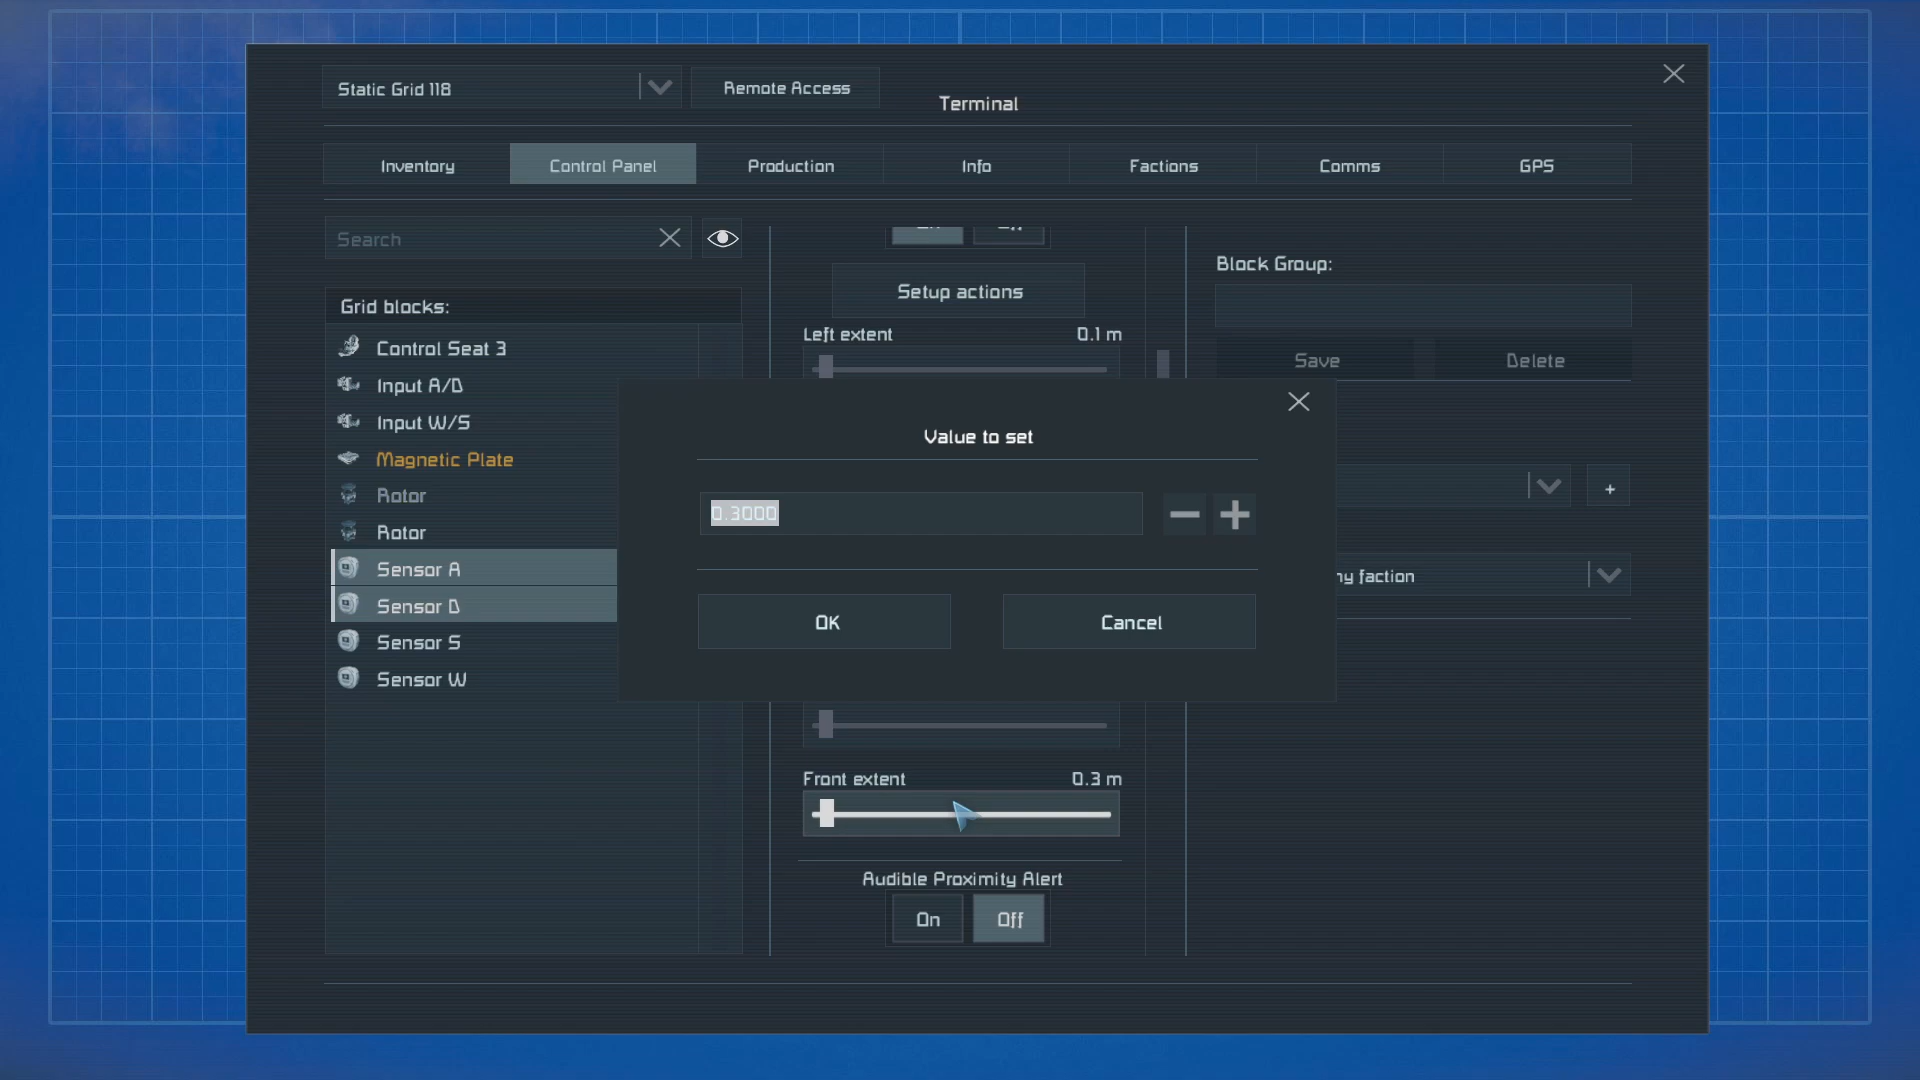 Static Grid 118
Remote Access
Terminal
Inventory
Control Panel
Production
Info
Factions
Comms
GPS
Search
Grid blocks:
Control Seat 3
Input A/D
Input W/S
Magnetic Plate
Rotor
Rotor
Sensor A
Sensor D
Sensor S
Sensor W
Setup actions
Left extent 0.1 m
Block Group:
Save
Delete
+
faction
Value to set
0.3000
OK
Cancel
Front extent 0.3 m
Audible Proximity Alert
On
Off